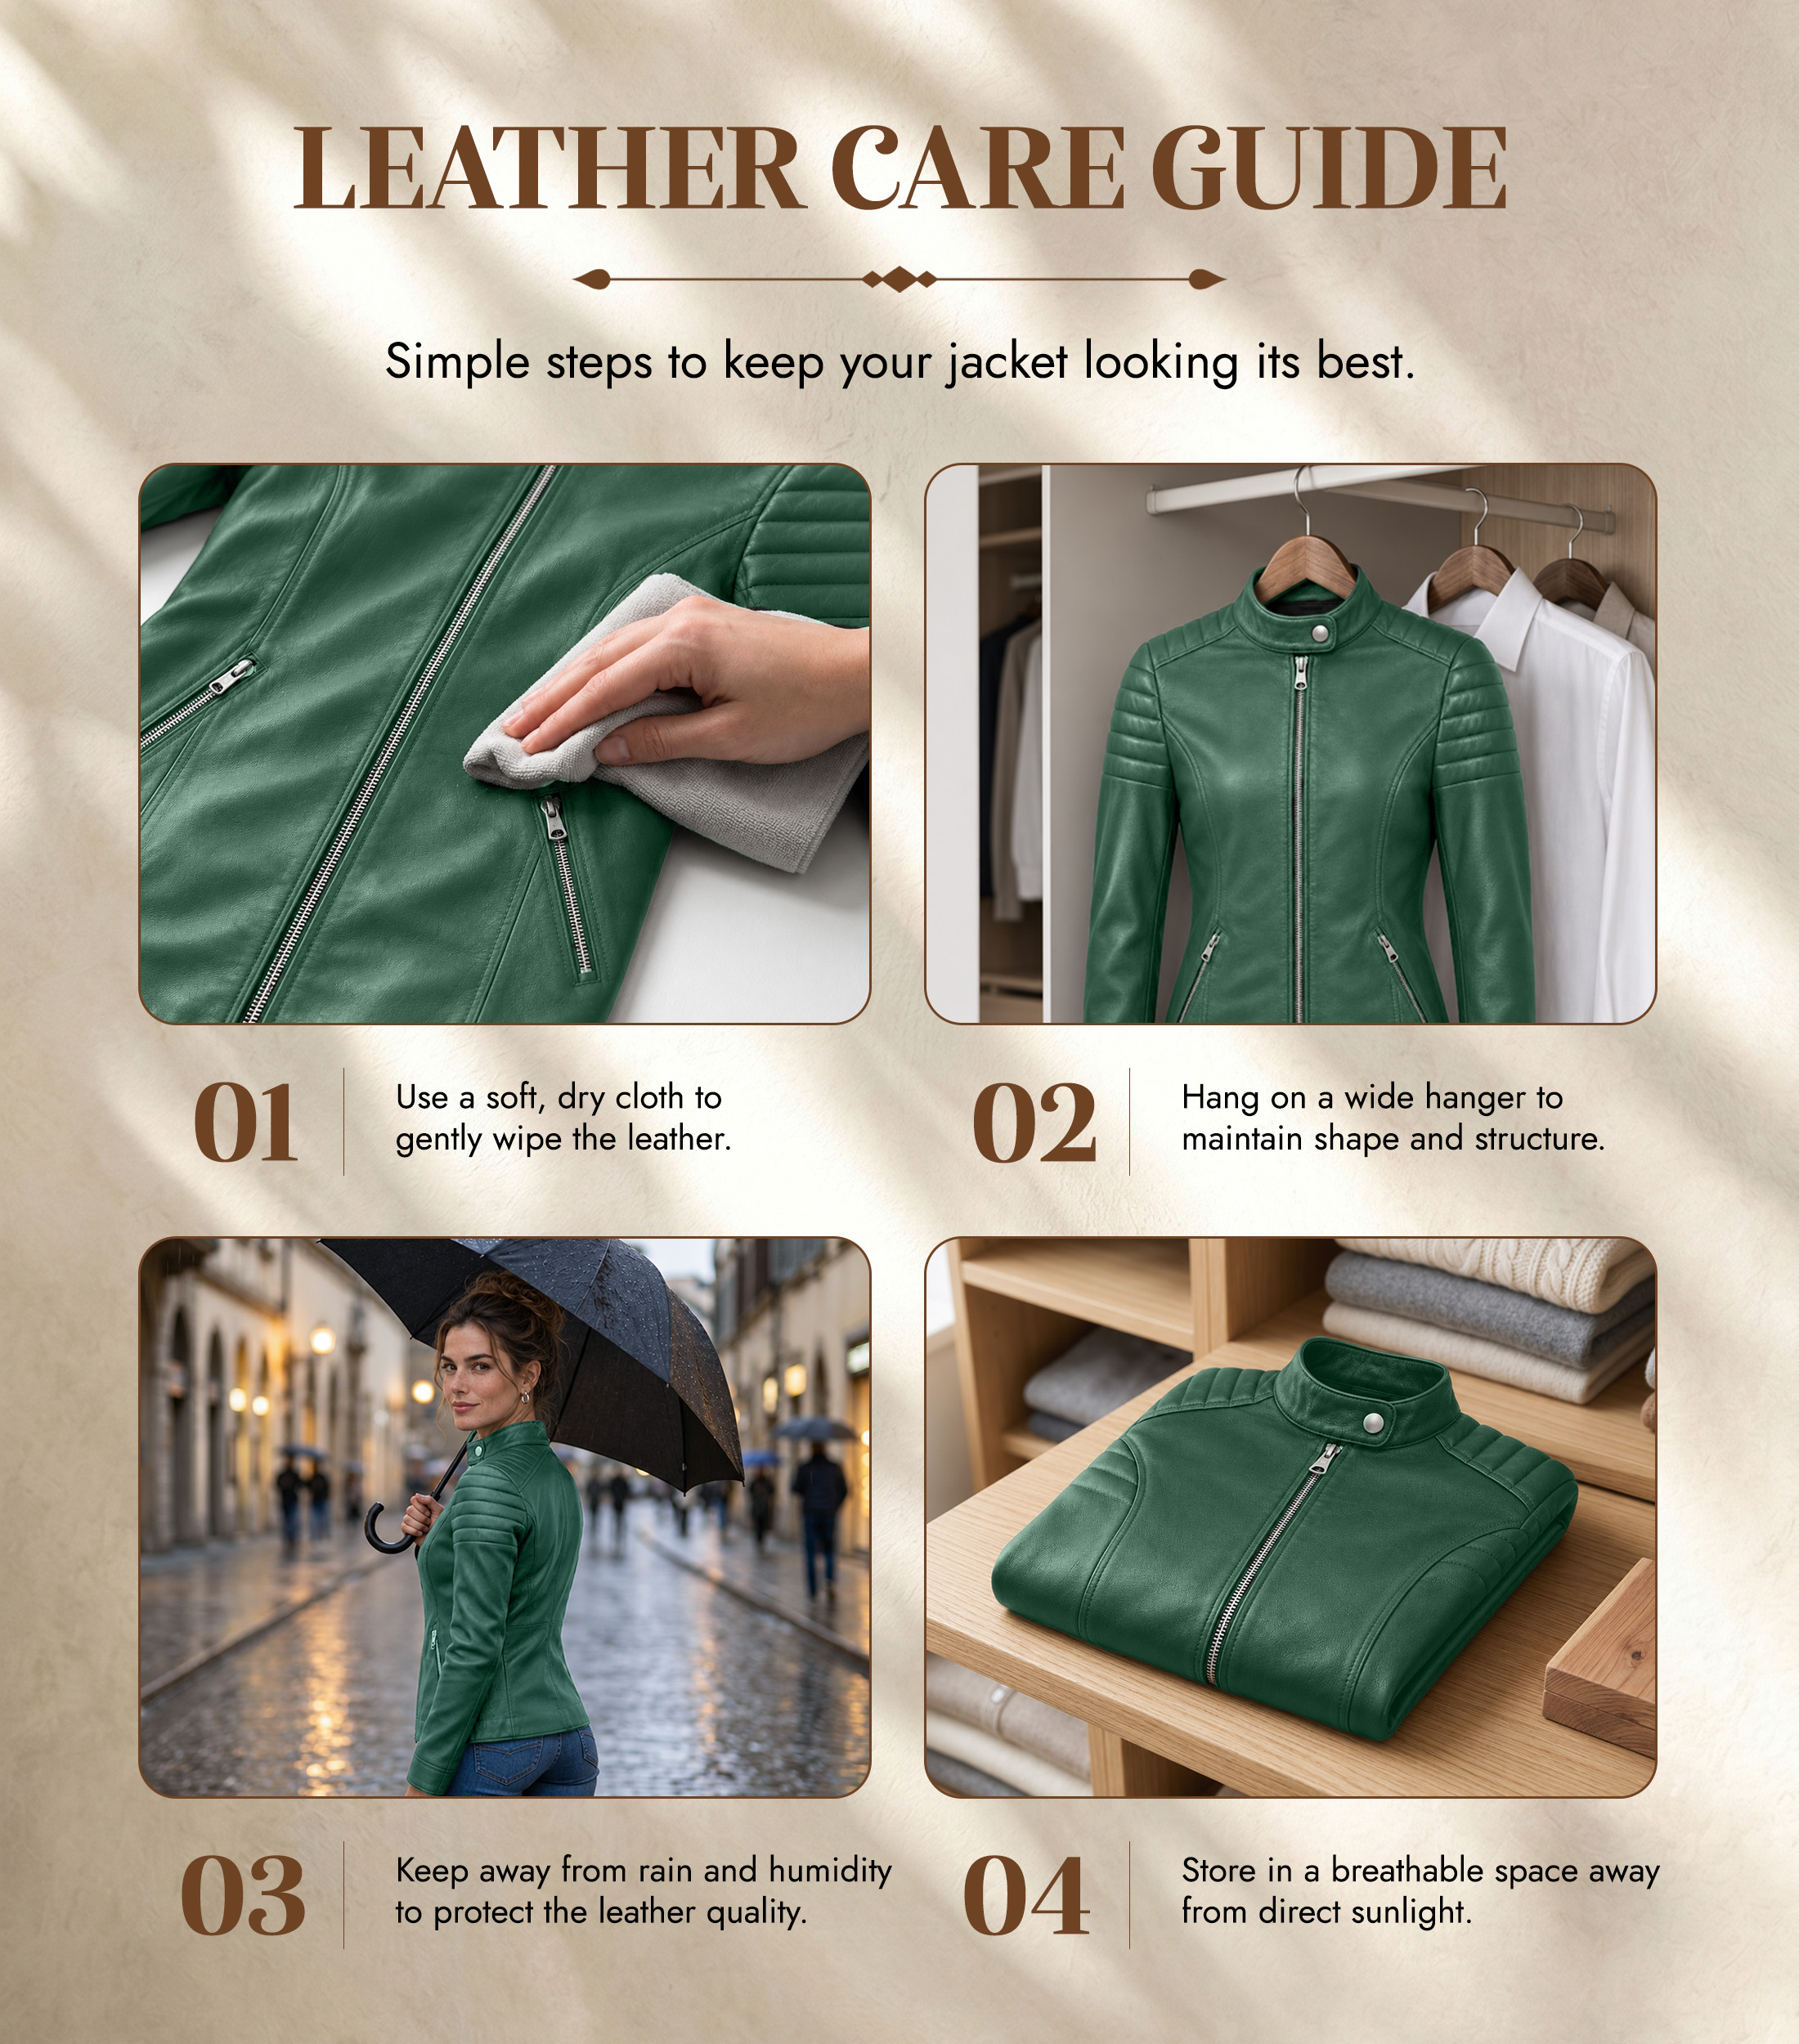 LEATHER CARE GUIDE
Simple steps to keep your jacket looking its best.
01
Use a soft, dry cloth to
gently wipe the leather.
02
Hang on a wide hanger to
maintain shape and structure.
03
Keep away from rain and humidity
to protect the leather quality.
04
Store in a breathable space away
from direct sunlight.